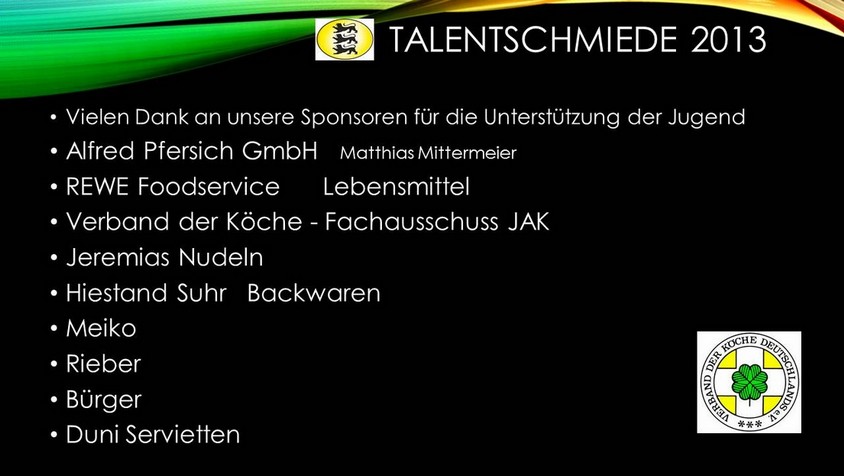 TALENTSCHMIEDE 2013
• Vielen Dank an unsere Sponsoren für die Unterstützung der Jugend
• Alfred Pfersich GmbH Matthias Mittermeier
• REWE Foodservice Lebensmittel
• Verband der Köche - Fachausschuss JAK
• Jeremias Nudeln
• Hiestand Suhr Backwaren
• Meiko
• Rieber
• Bürger
• Duni Servietten
VERBAND DER KÖCHE DEUTSCHLANDS e.V.
***